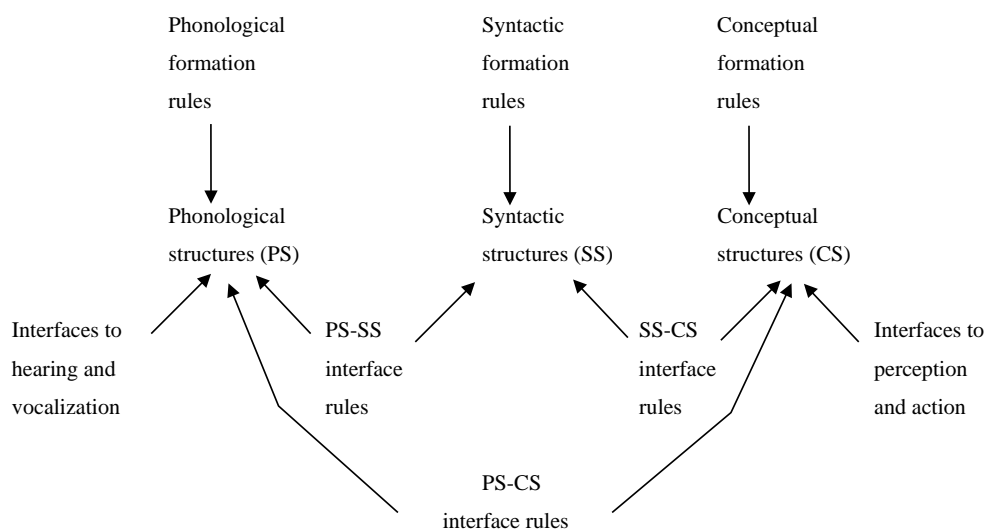 Phonological
formation
rules
Syntactic
formation
rules
Conceptual
formation
rules
Phonological
structures (PS)
Syntactic
structures (SS)
Conceptual
structures (CS)
Interfaces to
hearing and
vocalization
PS-SS
interface
rules
SS-CS
interface
rules
Interfaces to
perception
and action
PS-CS
interface rules